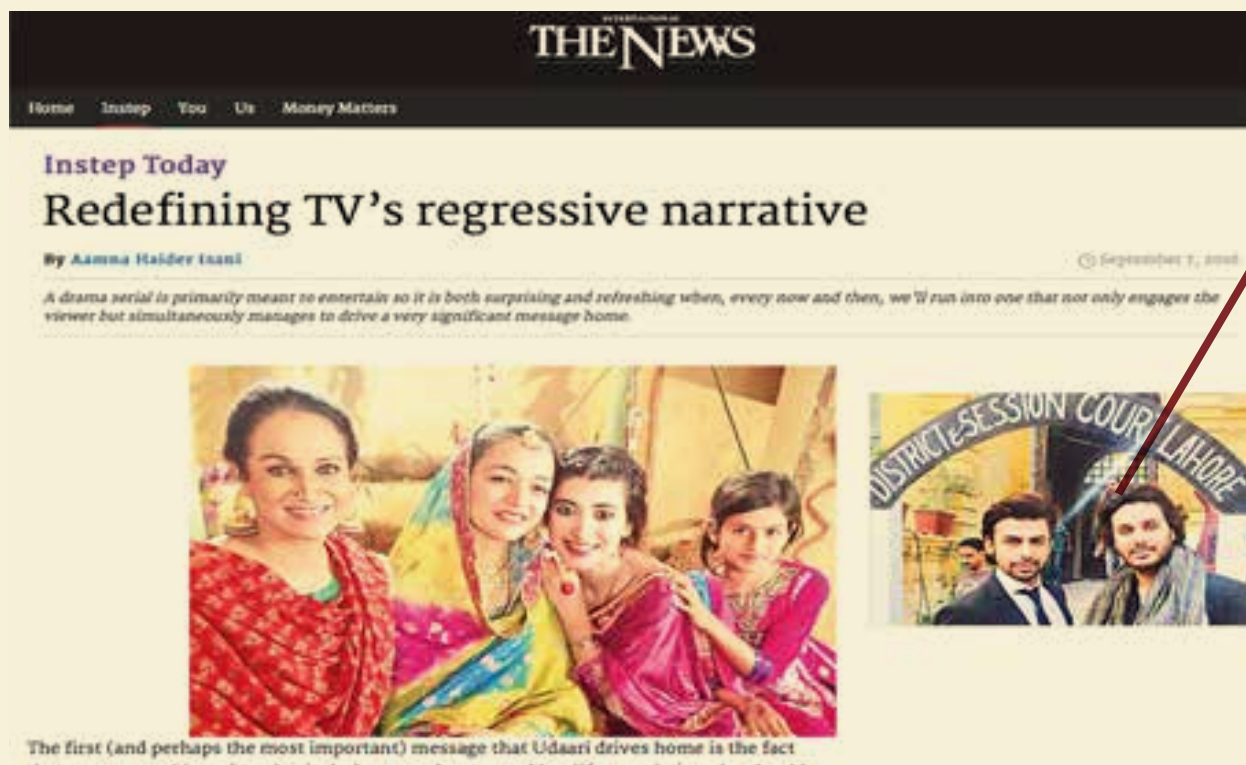 INTERNATIONAL
THE NEWS
Home Instep You Us Money Matters
Instep Today
Redefining TV's regressive narrative
By Aamna Haider Isani
September 7, 2016
A drama serial is primarily meant to entertain so it is both surprising and refreshing when, every now and then, we'll run into one that not only engages the
viewer but simultaneously manages to drive a very significant message home.
DISTRICT & SESSION COURT LAHORE
The first (and perhaps the most important) message that Udaari drives home is the fact